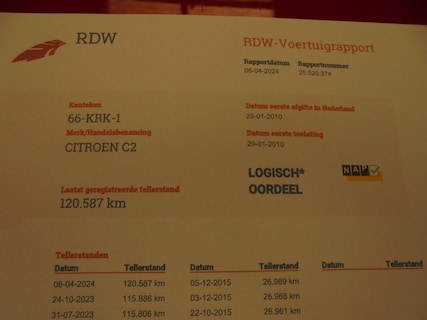 RDW
RDW-Voertuigrapport
Rapportdatum Rapportnummer
08-04-2024 25.520.374
Kenteken
66-KRK-1
Merk/Handelsbenaming
CITROEN C2
Datum eerste afgifte in Nederland
29-01-2010
Datum eerste toelating
29-01-2010
LOGISCH*
OORDEEL
NAP
Laatst geregistreerde tellerstand
120.587 km
Tellerstanden
Datum Tellerstand Datum Tellerstand Datum Tellerstand
08-04-2024 120.587 km 05-12-2015 26.969 km
24-10-2023 115.886 km 03-12-2015 26.968 km
31-07-2023 115.806 km 22-10-2015 26.961 km